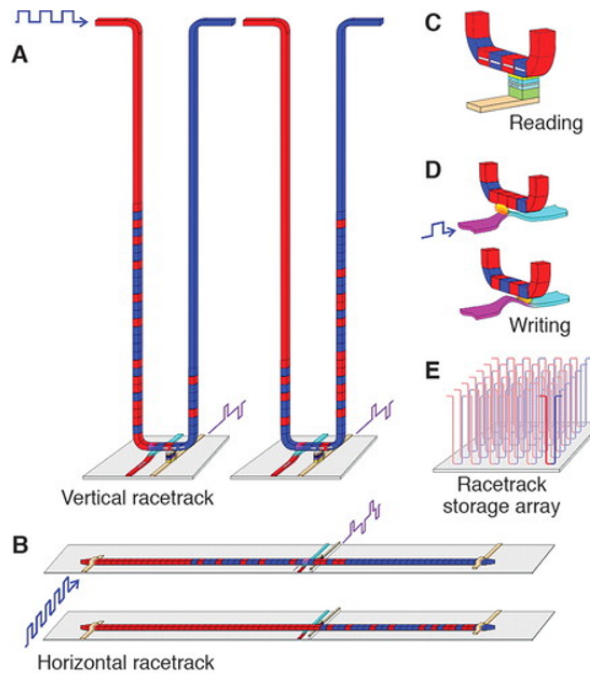 A
Vertical racetrack
B
Horizontal racetrack
C
Reading
D
Writing
E
Racetrack
storage array